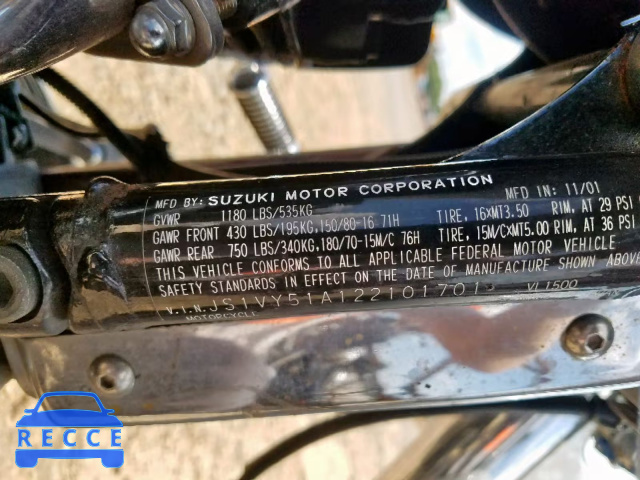 MFD BY: SUZUKI MOTOR CORPORATION MFD IN: 11/01
GVWR 1180 LBS/535KG
GAWR FRONT 430 LBS/195KG,150/80-16 71H TIRE, 16XMT3.50 RIM, AT 29 PSI
GAWR REAR 750 LBS/340KG,180/70-15M/C 76H TIRE, 15M/CXMT5.00 RIM, AT 36 PSI
THIS VEHICLE CONFORMS TO ALL APPLICABLE FEDERAL MOTOR VEHICLE
SAFETY STANDARDS IN EFFECT ON THE DATE OF MANUFACTURE SHOWN ABOVE
V.I.N. JS1VY51A122101701 VL1500
MOTORCYCLE
RECCE